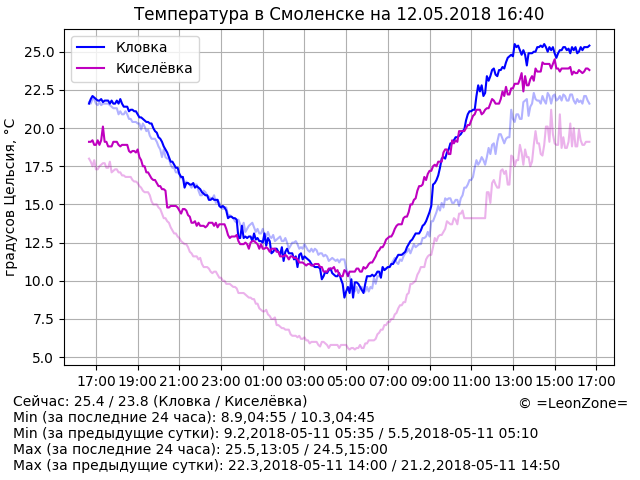 Температура в Смоленске на 12.05.2018 16:40
Кловка
Киселёвка
градусов Цельсия, °C
25.0
22.5
20.0
17.5
15.0
12.5
10.0
7.5
5.0
17:00 19:00 21:00 23:00 01:00 03:00 05:00 07:00 09:00 11:00 13:00 15:00 17:00
Сейчас: 25.4 / 23.8 (Кловка / Киселёвка)
© =LeonZone=
Min (за последние 24 часа): 8.9,04:55 / 10.3,04:45
Min (за предыдущие сутки): 9.2,2018-05-11 05:35 / 5.5,2018-05-11 05:10
Max (за последние 24 часа): 25.5,13:05 / 24.5,15:00
Max (за предыдущие сутки): 22.3,2018-05-11 14:00 / 21.2,2018-05-11 14:50